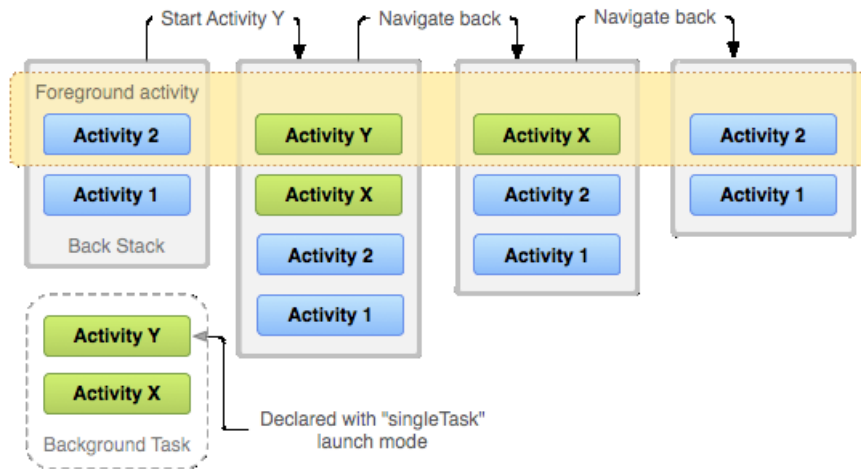 Start Activity Y
Navigate back
Navigate back
Foreground activity
Activity 2
Activity 1
Back Stack
Activity Y
Activity X
Activity 2
Activity 1
Activity X
Activity 2
Activity 1
Activity 2
Activity 1
Activity Y
Activity X
Background Task
Declared with "singleTask"
launch mode